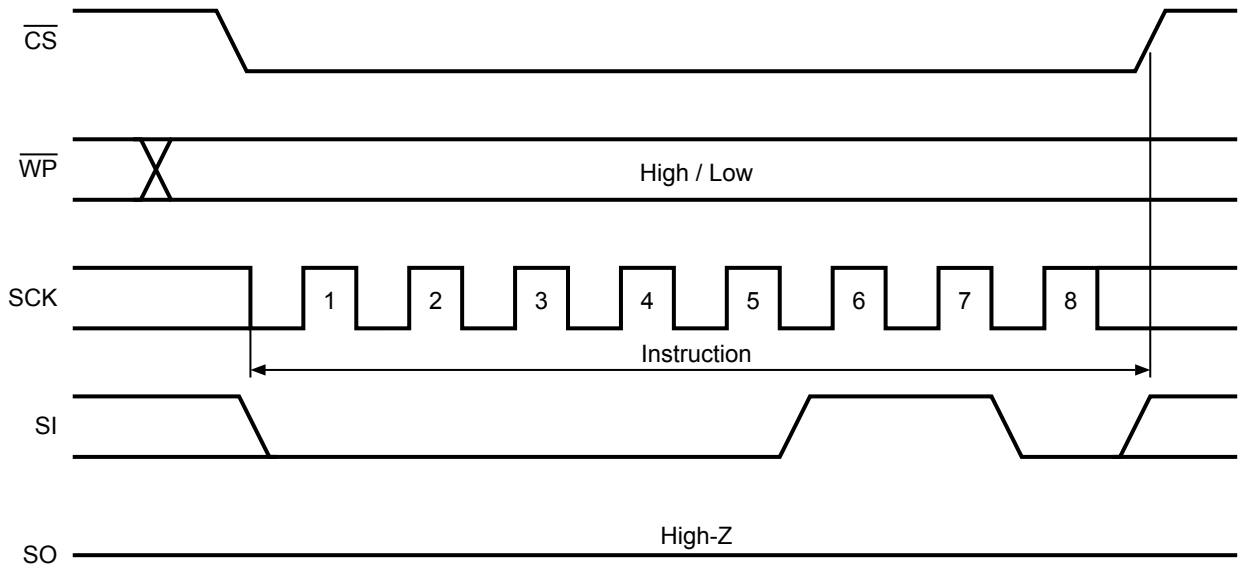 CS
WP
High / Low
SCK
1 2 3 4 5 6 7 8
Instruction
SI
High-Z
SO